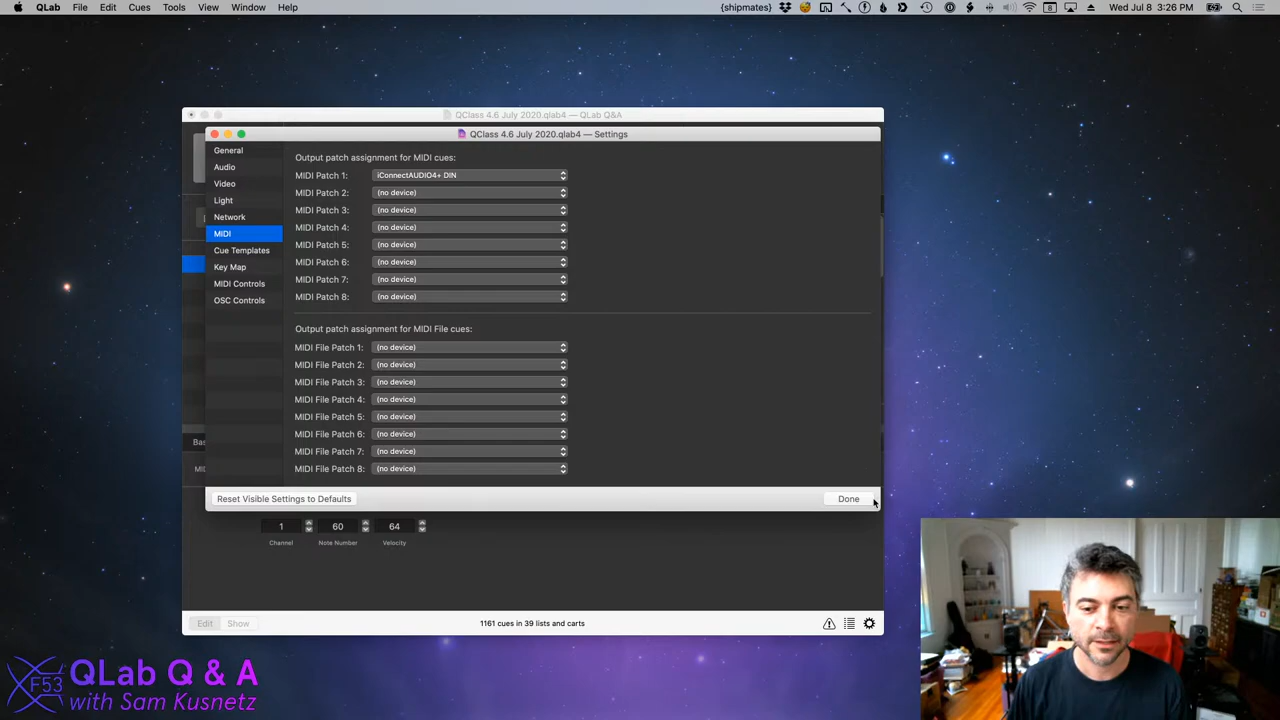 QLab File Edit Cues Tools View Window Help {shipmates} 8 Wed Jul 8 3:26 PM
QClass 4.6 July 2020.qlab4 — QLab Q&A
QClass 4.6 July 2020.qlab4 — Settings
General
Audio
Video
Light
Network
MIDI
Cue Templates
Key Map
MIDI Controls
OSC Controls
Output patch assignment for MIDI cues:
MIDI Patch 1: iConnectAUDIO4+ DIN
MIDI Patch 2: (no device)
MIDI Patch 3: (no device)
MIDI Patch 4: (no device)
MIDI Patch 5: (no device)
MIDI Patch 6: (no device)
MIDI Patch 7: (no device)
MIDI Patch 8: (no device)
Output patch assignment for MIDI File cues:
MIDI File Patch 1: (no device)
MIDI File Patch 2: (no device)
MIDI File Patch 3: (no device)
MIDI File Patch 4: (no device)
MIDI File Patch 5: (no device)
MIDI File Patch 6: (no device)
MIDI File Patch 7: (no device)
MIDI File Patch 8: (no device)
Bas
MI
Reset Visible Settings to Defaults Done
1 60 64
Channel Note Number Velocity
Edit Show 1161 cues in 39 lists and carts
F53
QLab Q & A
with Sam Kusnetz